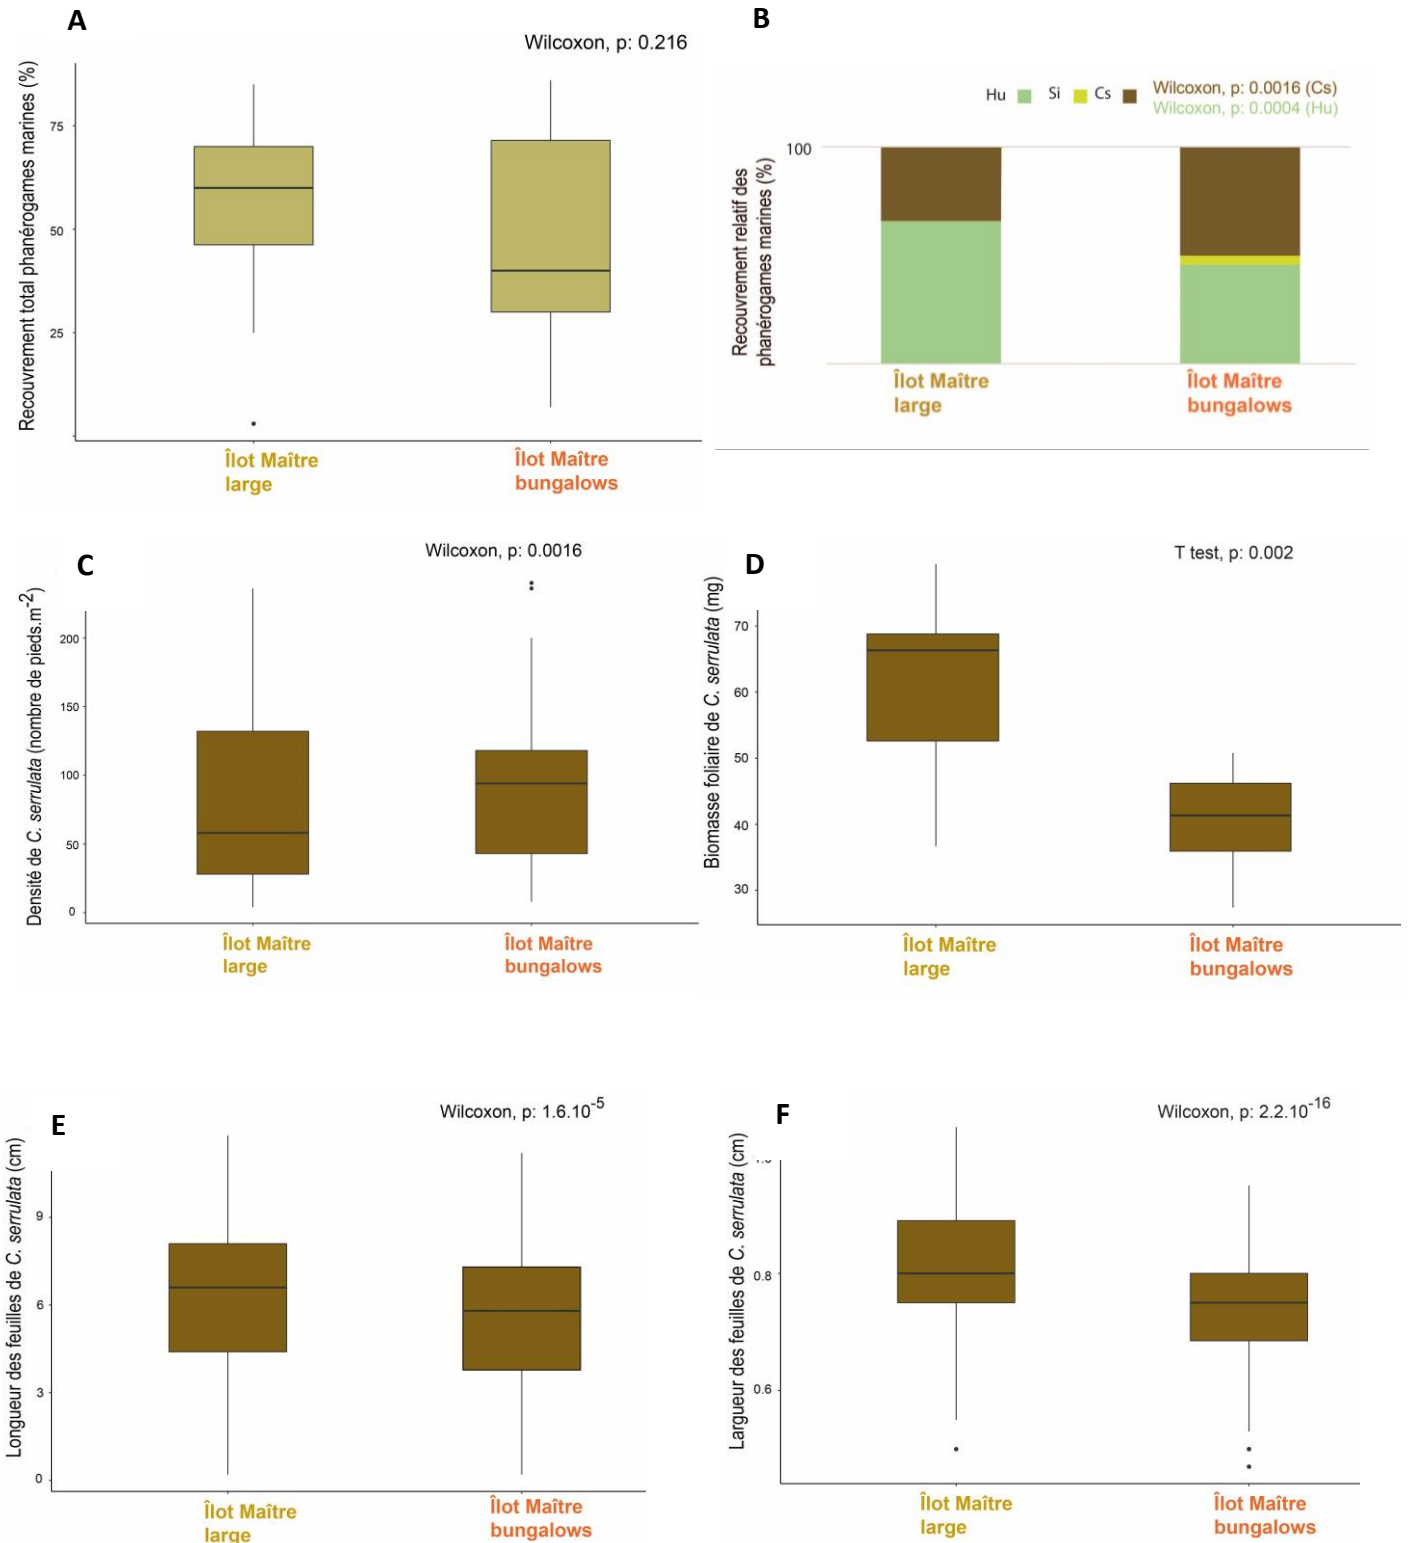 A
Wilcoxon, p: 0.216
Recouvrement total phanérogames marines (%)
75
50
25
Îlot Maître
large
Îlot Maître
bungalows
B
Hu Si Cs
Wilcoxon, p: 0.0016 (Cs)
Wilcoxon, p: 0.0004 (Hu)
Recouvrement relatif des
phanérogames marines (%)
100
Îlot Maître
large
Îlot Maître
bungalows
C
Wilcoxon, p: 0.0016
Densité de C. serrulata (nombre de pieds.m-2)
200
150
100
50
0
Îlot Maître
large
Îlot Maître
bungalows
D
T test, p: 0.002
Biomasse foliaire de C. serrulata (mg)
70
60
50
40
30
Îlot Maître
large
Îlot Maître
bungalows
E
Wilcoxon, p: 1.6.10-5
Longueur des feuilles de C. serrulata (cm)
9
6
3
0
Îlot Maître
large
Îlot Maître
bungalows
F
Wilcoxon, p: 2.2.10-16
Largueur des feuilles de C. serrulata (cm)
0.8
0.6
Îlot Maître
large
Îlot Maître
bungalows